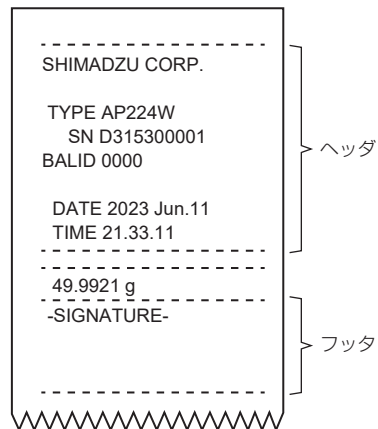 SHIMADZU CORP.
TYPE AP224W
SN D315300001
BALID 0000
DATE 2023 Jun.11
TIME 21.33.11
ヘッダ
49.9921 g
-SIGNATURE-
フッタ